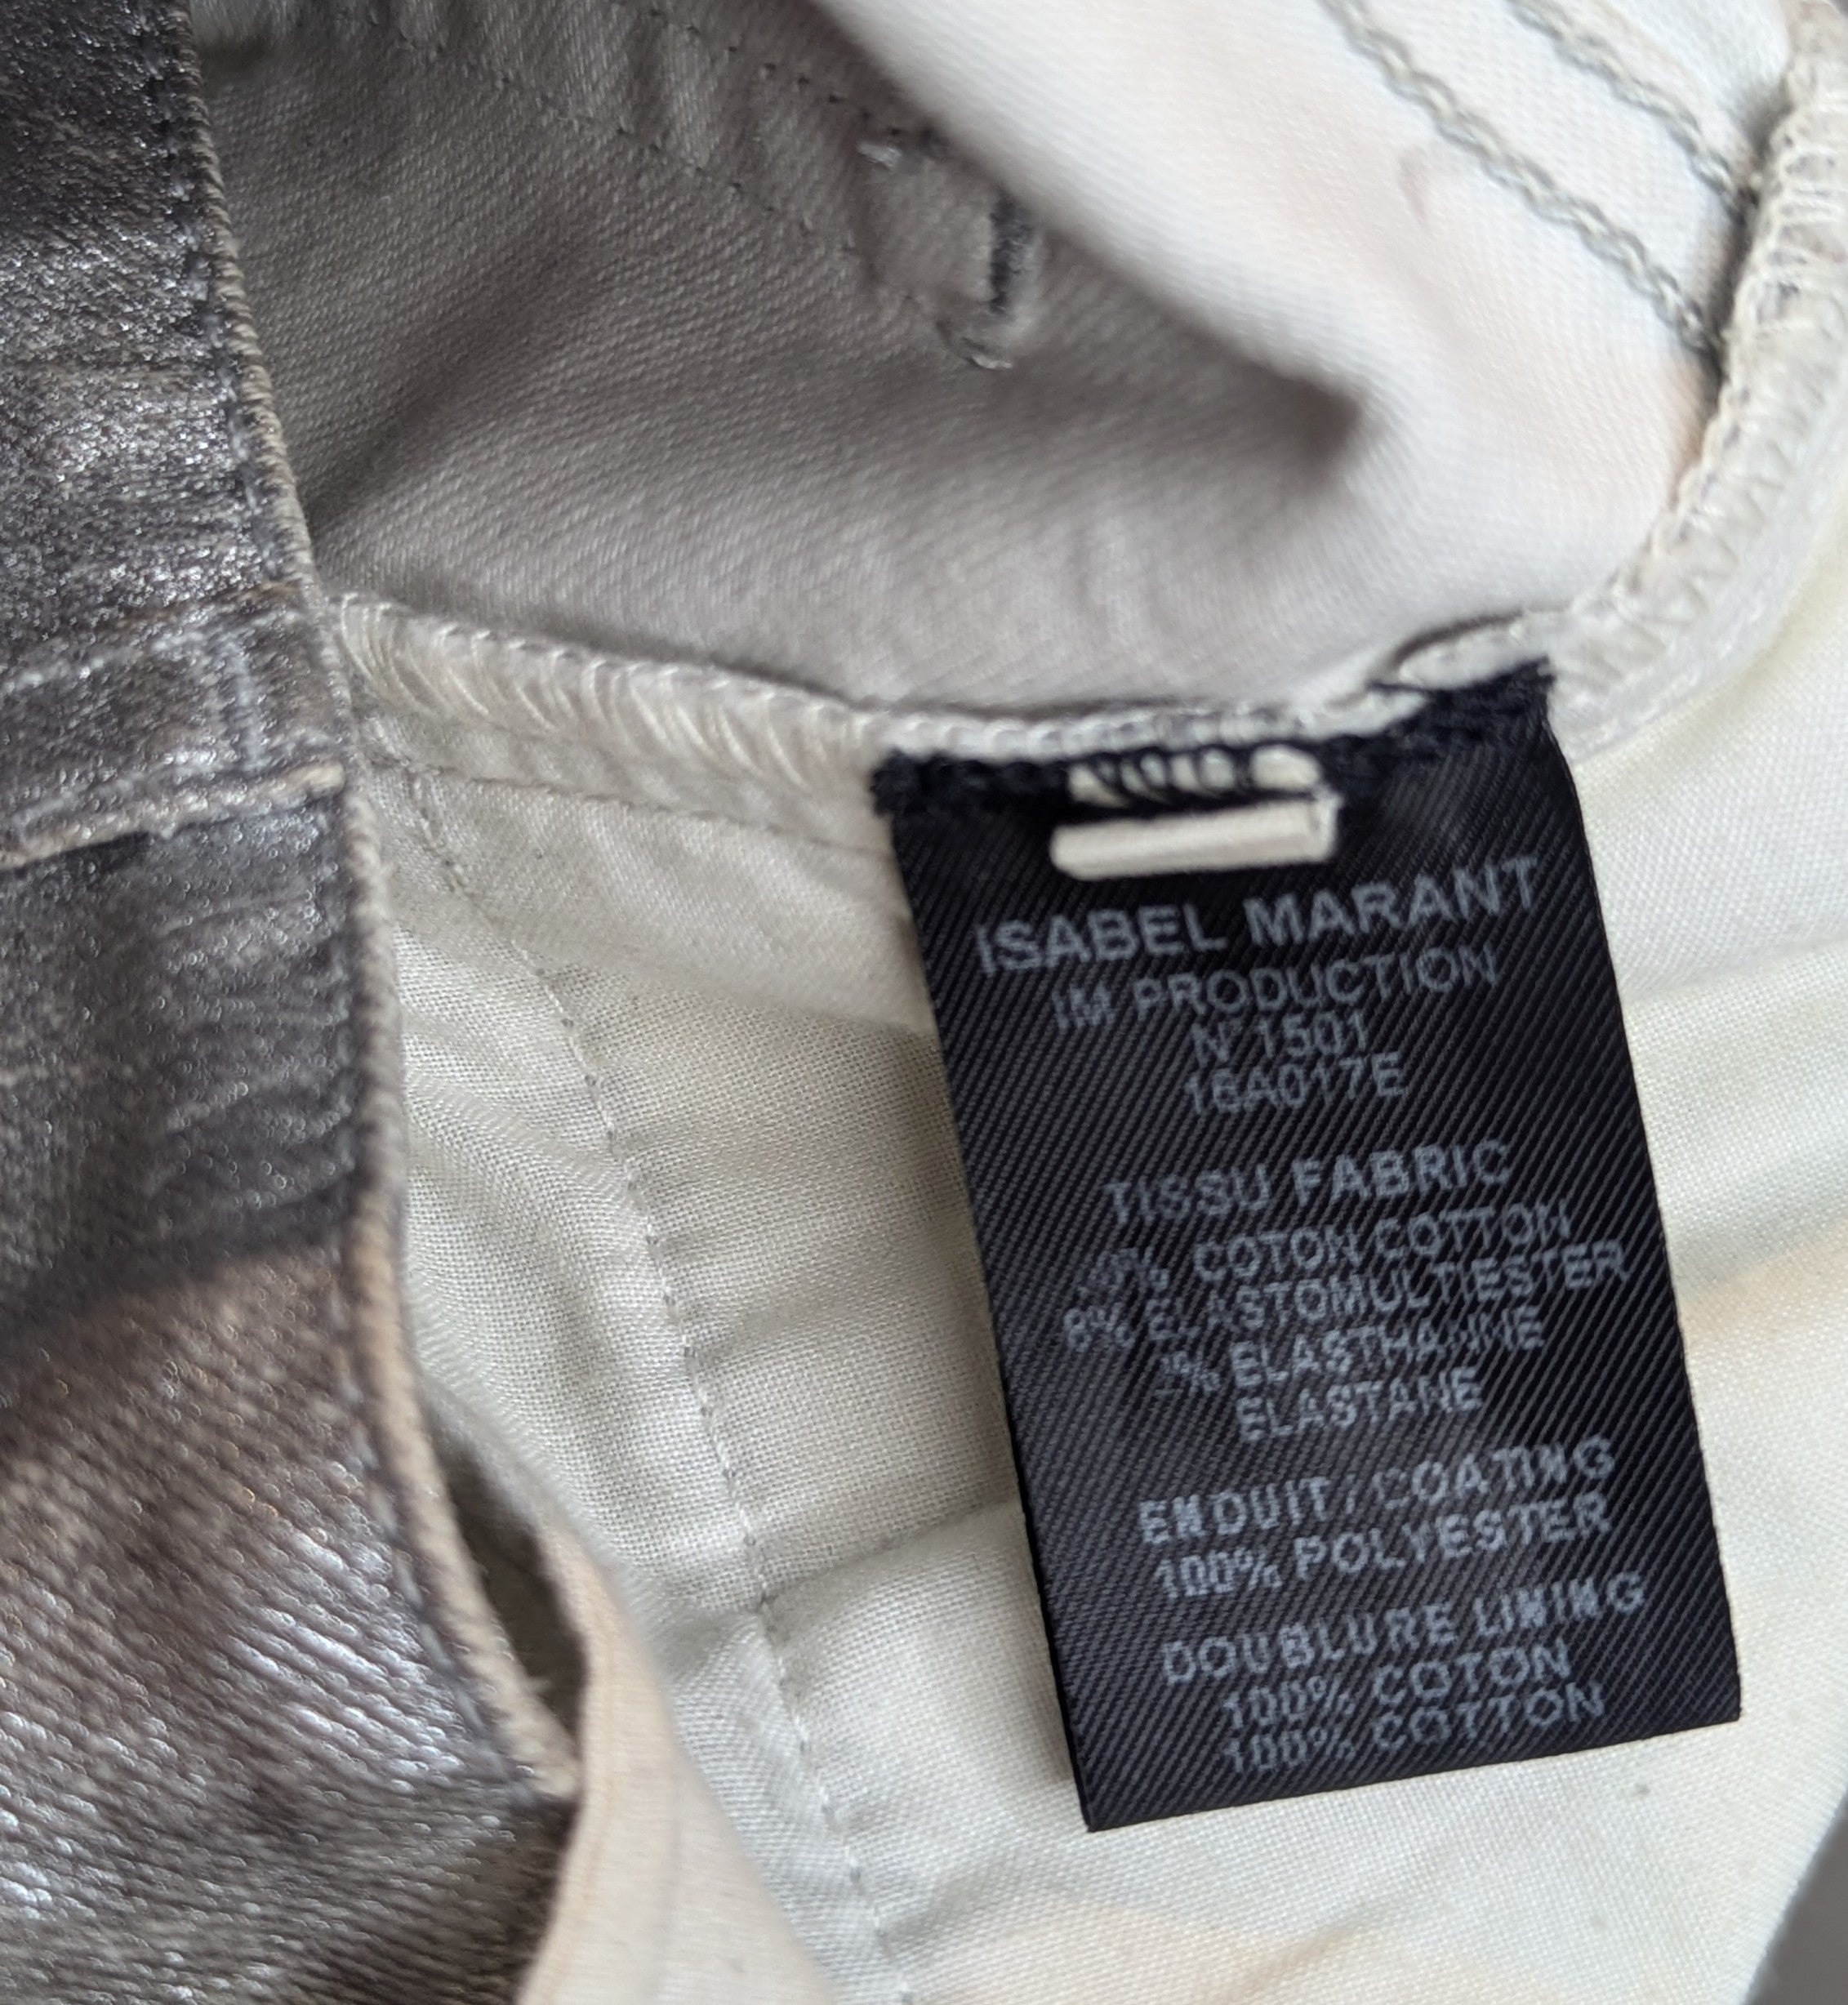 ISABEL MARANT
IM PRODUCTION
N°1501
16A017E
TISSU FABRIC
COTON COTTON
8% ELASTOMULTIESTER
ELASTHANNE
ELASTANE
ENDUIT / COATING
100% POLYESTER
DOUBLURE LINING
100% COTON
100% COTTON